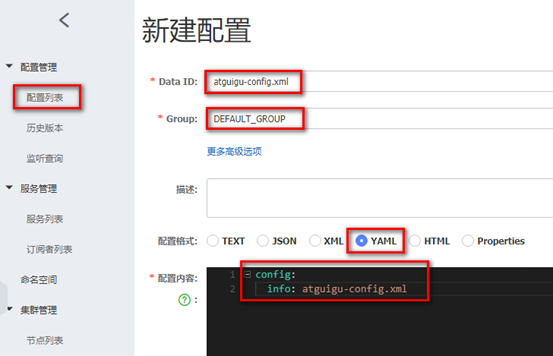 新建配置
配置管理
配置列表
历史版本
监听查询
服务管理
服务列表
订阅者列表
命名空间
集群管理
节点列表
* Data ID: atguigu-config.xml
* Group: DEFAULT_GROUP
更多高级选项
描述:
配置格式: TEXT JSON XML YAML HTML Properties
* 配置内容: ? :
1 config:
2 info: atguigu-config.xml